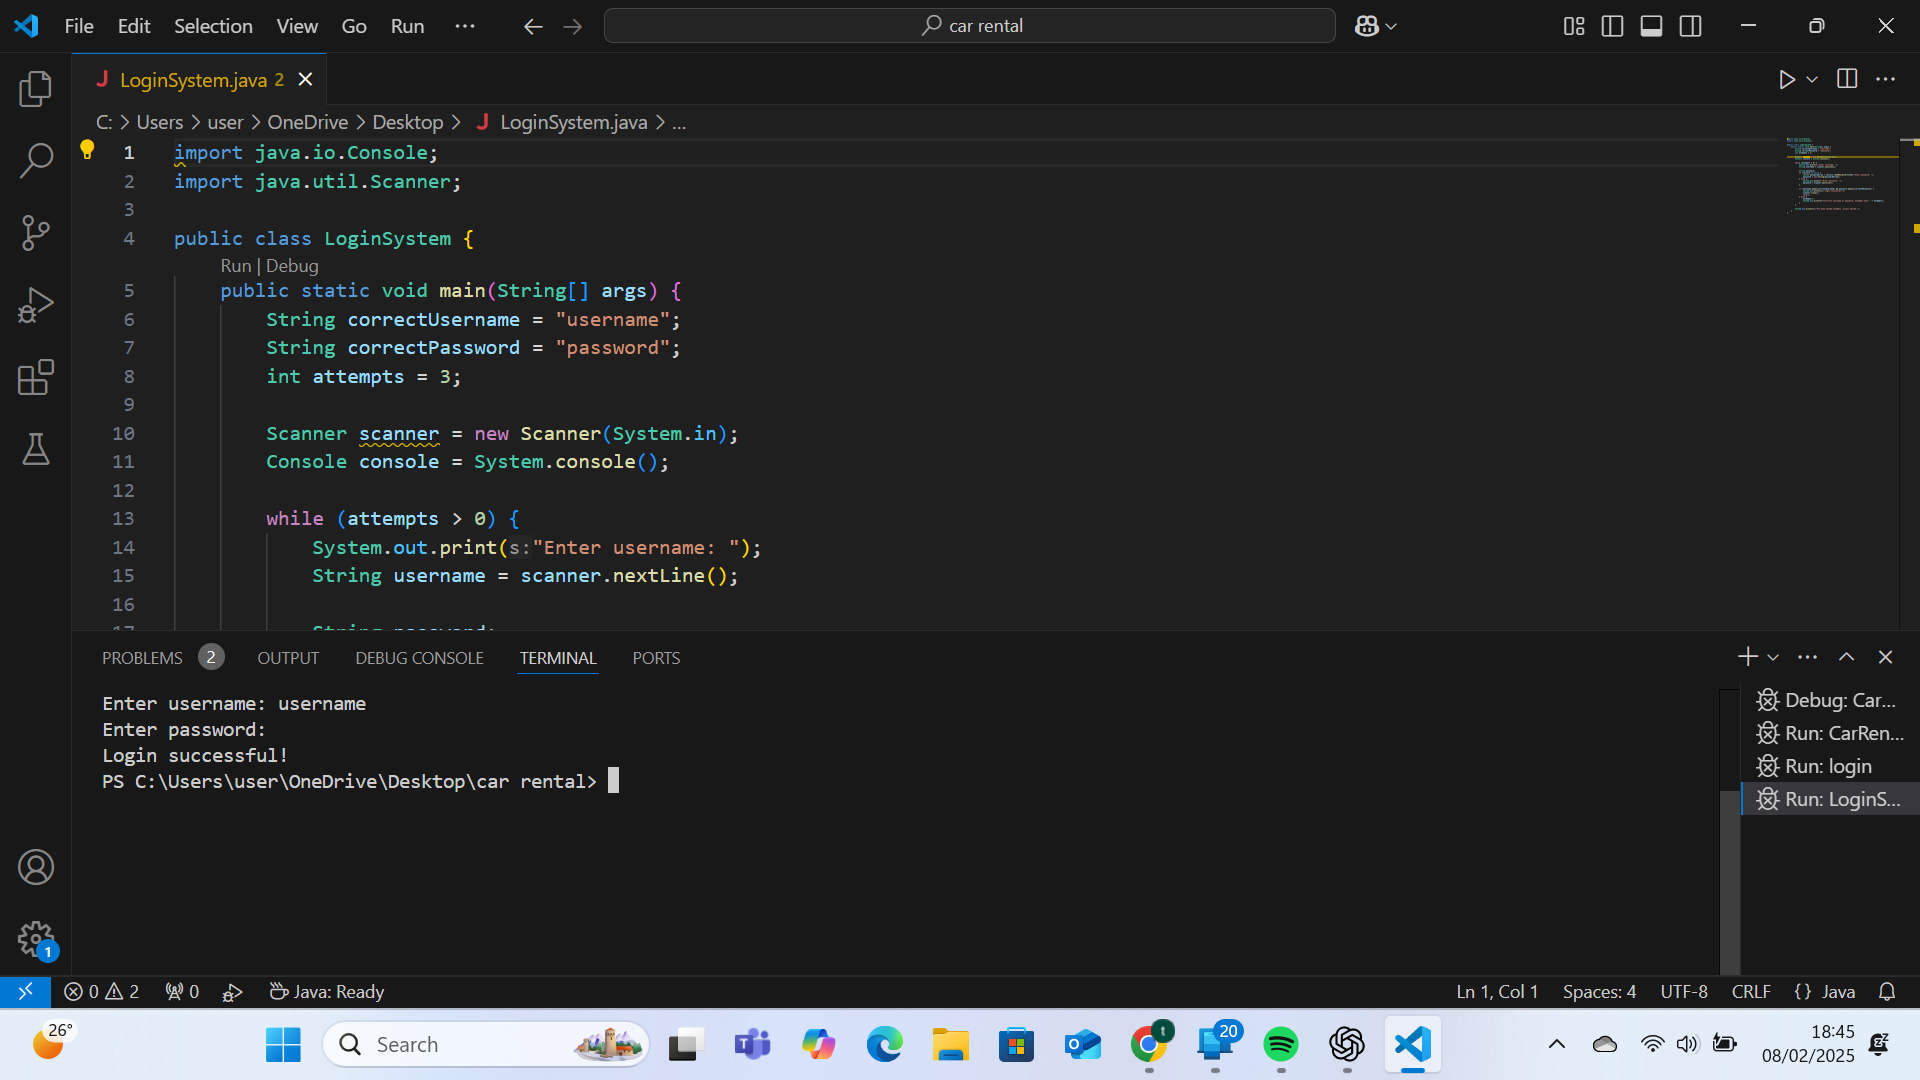 File Edit Selection View Go Run ...
car rental
LoginSystem.java 2
C: > Users > user > OneDrive > Desktop > J LoginSystem.java > ...
1 import java.io.Console;
2 import java.util.Scanner;
3
4 public class LoginSystem {
Run | Debug
5 public static void main(String[] args) {
6 String correctUsername = "username";
7 String correctPassword = "password";
8 int attempts = 3;
9
10 Scanner scanner = new Scanner(System.in);
11 Console console = System.console();
12
13 while (attempts > 0) {
14 System.out.print(s:"Enter username: ");
15 String username = scanner.nextLine();
16
17 String password;
PROBLEMS 2 OUTPUT DEBUG CONSOLE TERMINAL PORTS
Enter username: username
Enter password:
Login successful!
PS C:\Users\user\OneDrive\Desktop\car rental>
Debug: Car...
Run: CarRen...
Run: login
Run: LoginS...
1
0 2 0 Java: Ready Ln 1, Col 1 Spaces: 4 UTF-8 CRLF {} Java
26° Search t 20 18:45
08/02/2025